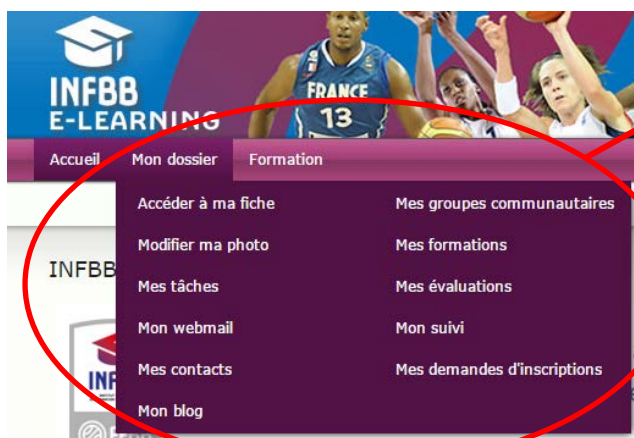 INFBB
E-LEARNING
FRANCE
13
Accueil
Mon dossier
Formation
Accéder à ma fiche
Mes groupes communautaires
Modifier ma photo
Mes formations
INFBB
Mes tâches
Mes évaluations
Mon webmail
Mon suivi
Mes contacts
Mes demandes d'inscriptions
Mon blog